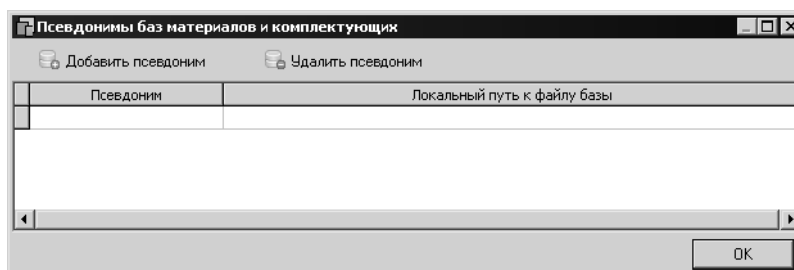 Псевдонимы баз материалов и комплектующих
Добавить псевдоним Удалить псевдоним
Псевдоним Локальный путь к файлу базы
OK